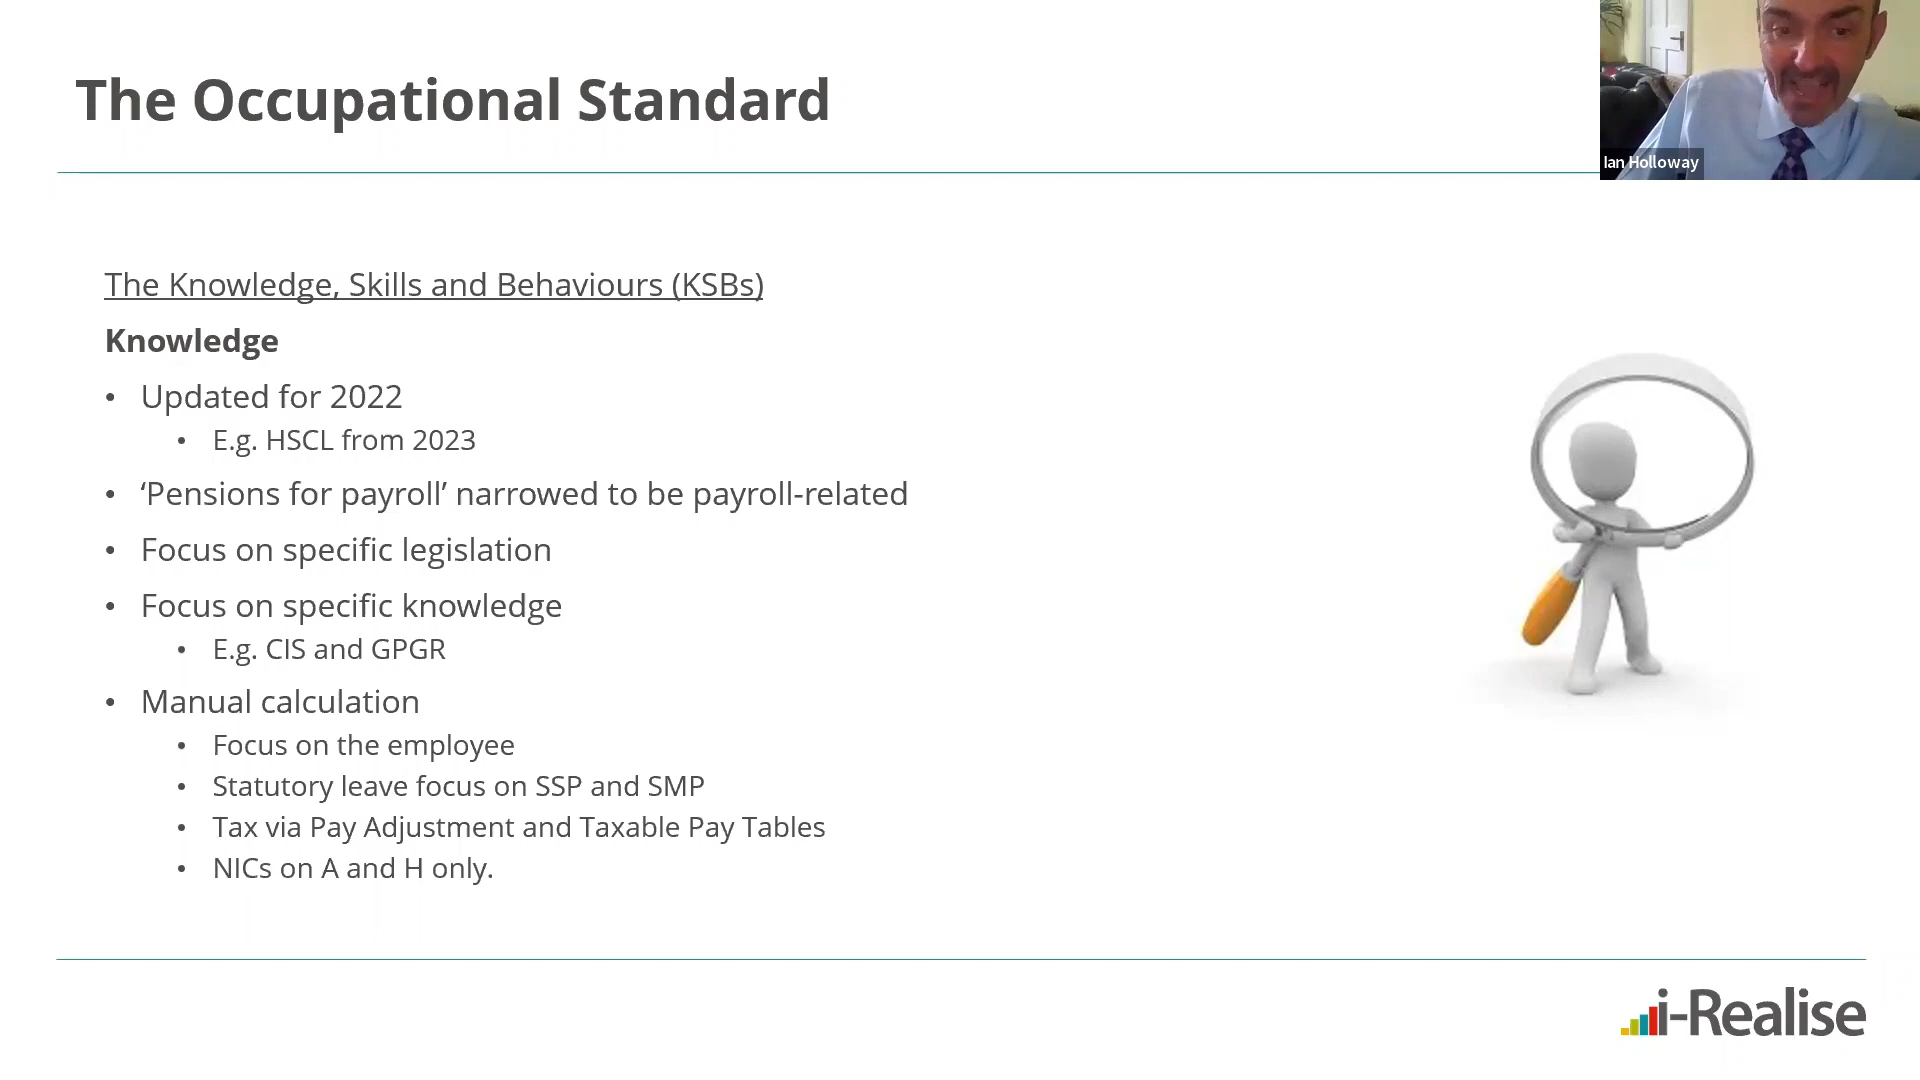 The Occupational Standard
Ian Holloway
The Knowledge, Skills and Behaviours (KSBs)
Knowledge
• Updated for 2022
• E.g. HSCL from 2023
• ‘Pensions for payroll’ narrowed to be payroll-related
• Focus on specific legislation
• Focus on specific knowledge
• E.g. CIS and GPGR
• Manual calculation
• Focus on the employee
• Statutory leave focus on SSP and SMP
• Tax via Pay Adjustment and Taxable Pay Tables
• NICs on A and H only.
i-Realise